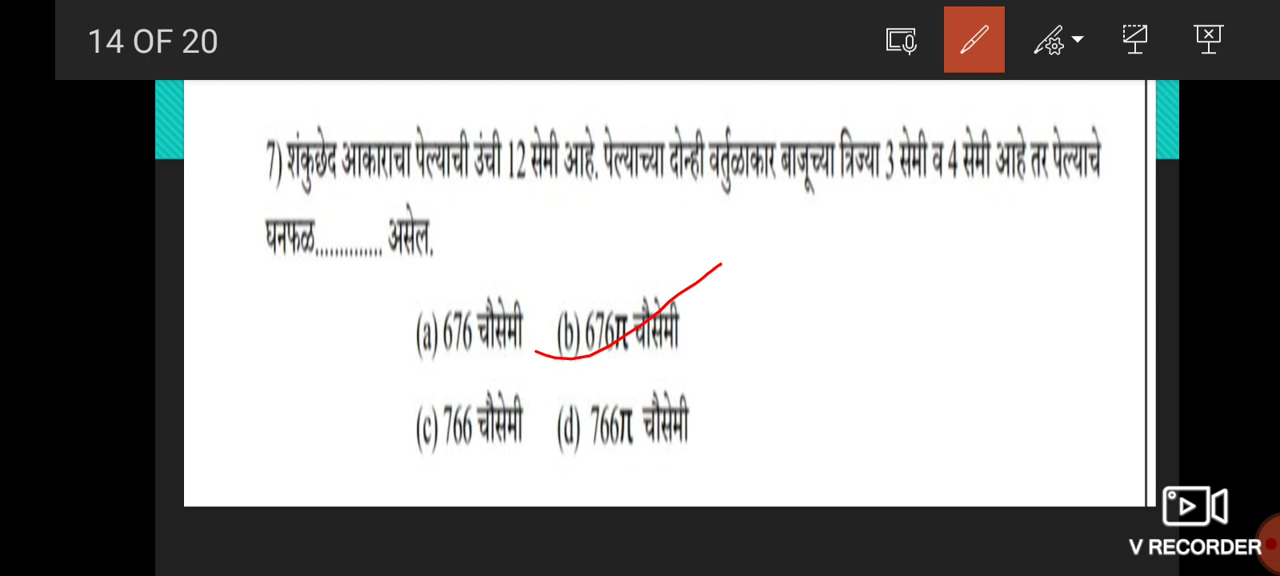 14 OF 20
7) शंकुछेद आकाराचा पेल्याची उंची 12 सेमी आहे. पेल्याच्या दोन्ही वर्तुळाकार बाजूच्या त्रिज्या 3 सेमी व 4 सेमी आहे तर पेल्याचे
घनफळ............. असेल.
(a) 676 चौसेमी (b) 676π चौसेमी
(c) 766 चौसेमी (d) 766π चौसेमी
V RECORDER